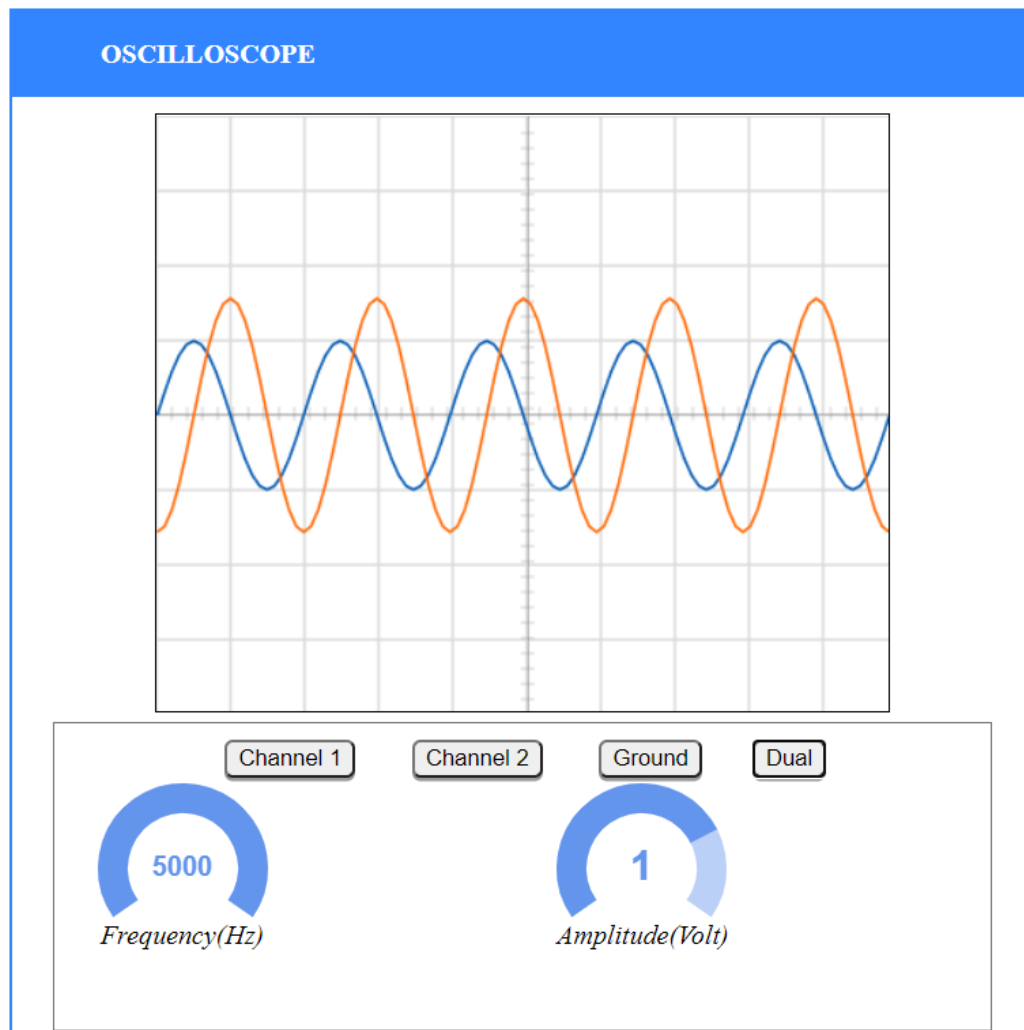 OSCILLOSCOPE
Channel 1 Channel 2 Ground Dual
5000 1
Frequency(Hz) Amplitude(Volt)